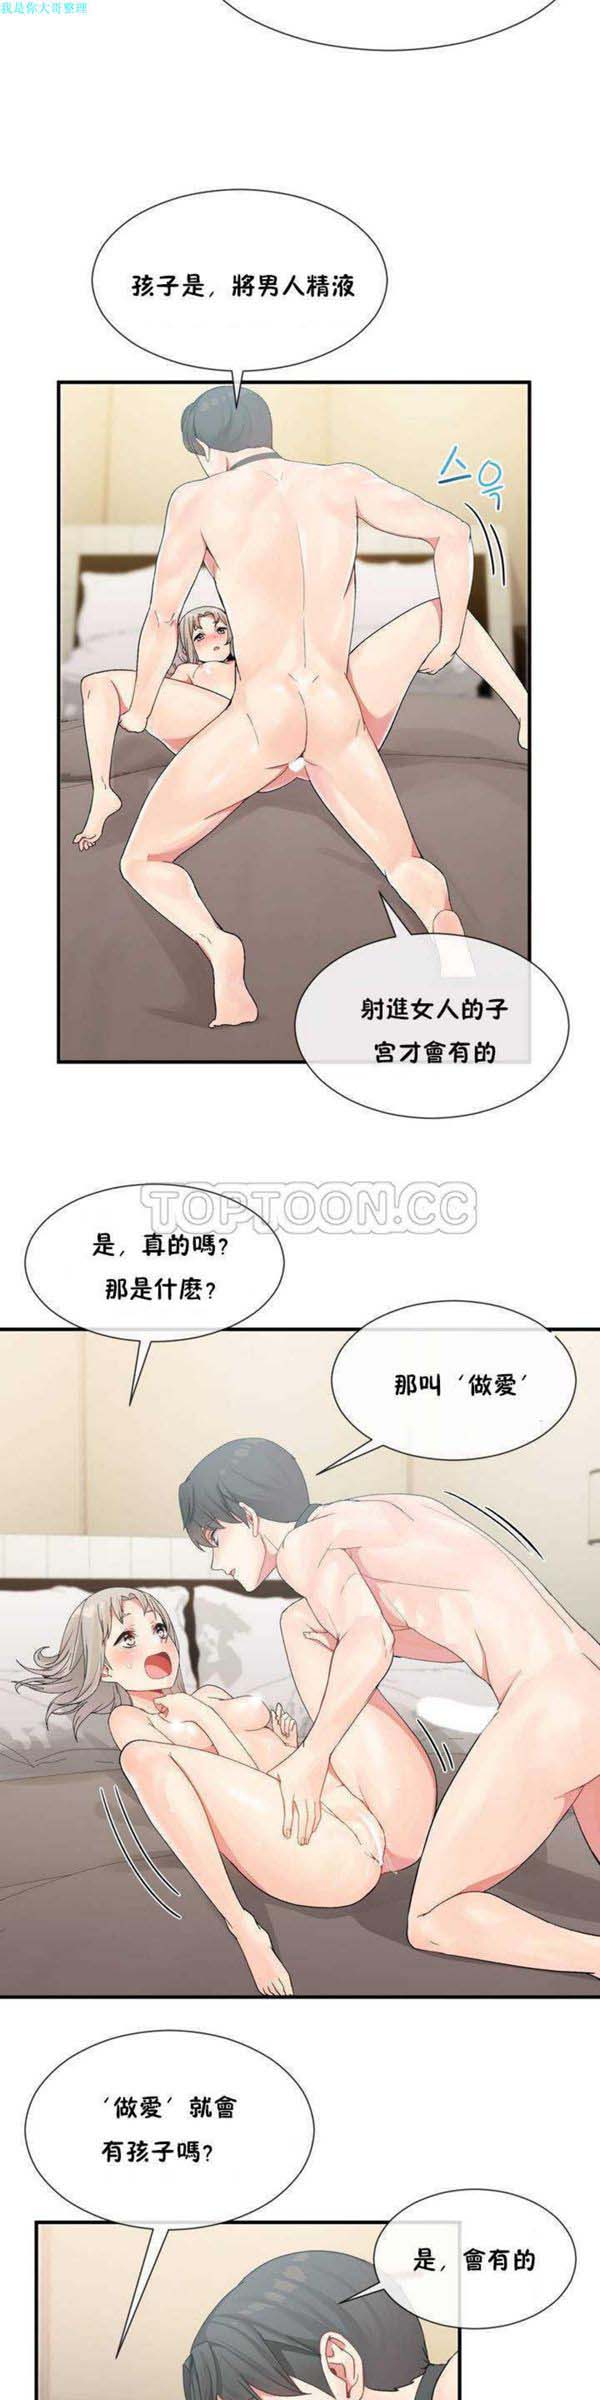 我是你大哥整理
孩子是，將男人精液
스윽
射進女人的子
宮才會有的
TOPTOON.CC
是，真的嗎?
那是什麽?
那叫‘做愛’
‘做愛’就會
有孩子嗎?
是，會有的